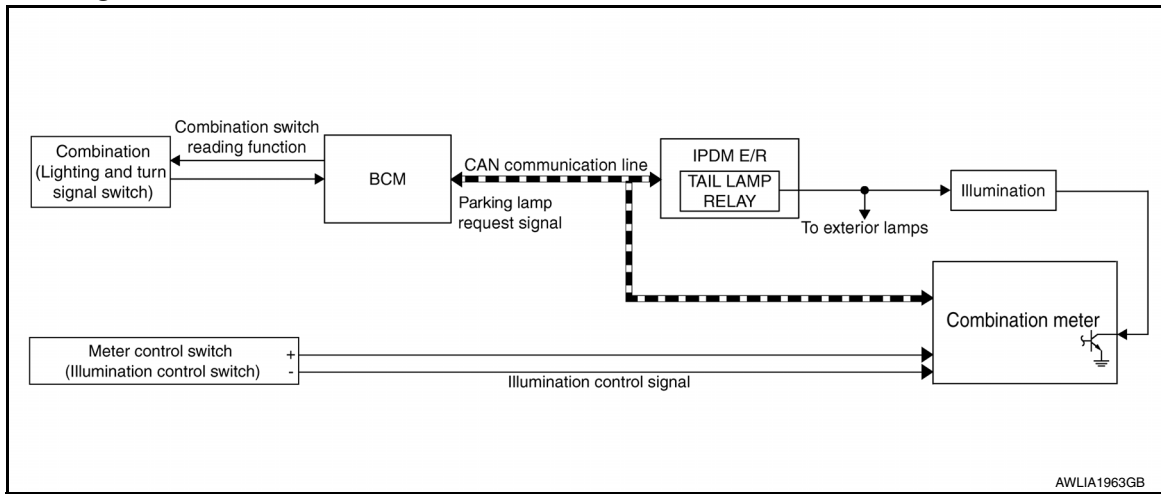 Combination switch
reading function
Combination
(Lighting and turn
signal switch)
BCM
CAN communication line
Parking lamp
request signal
IPDM E/R
TAIL LAMP
RELAY
To exterior lamps
Illumination
Combination meter
Meter control switch
(Illumination control switch)
+
-
Illumination control signal
AWLIA1963GB